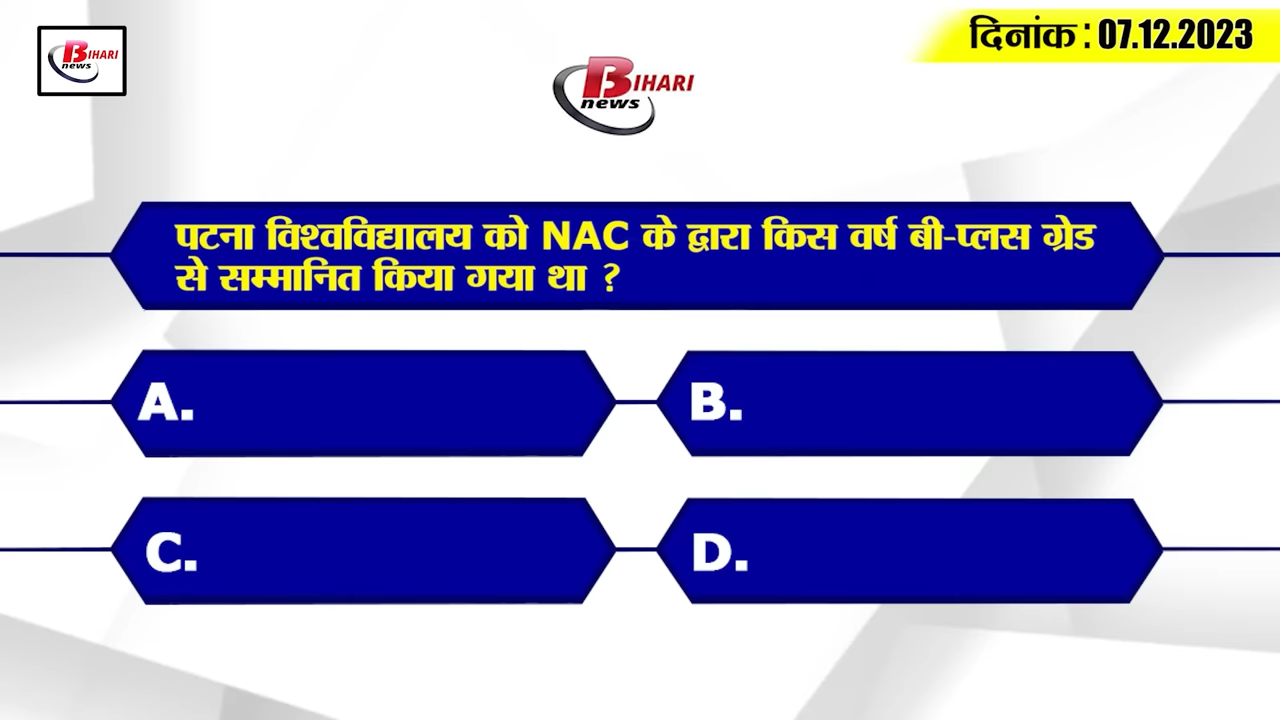 BIHARI
news
दिनांक : 07.12.2023
BIHARI
news
पटना विश्वविद्यालय को NAC के द्वारा किस वर्ष बी-प्लस ग्रेड
से सम्मानित किया गया था ?
A.
B.
C.
D.